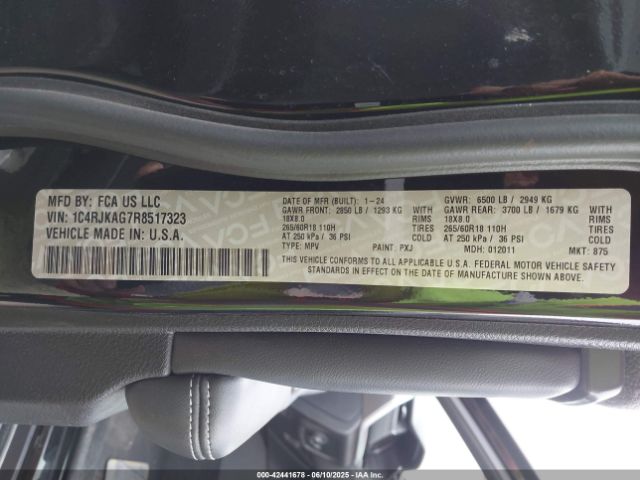 MFD BY: FCA US LLC
VIN: 1C4RJKAG7R8517323
VEHICLE MADE IN: U.S.A.
DATE OF MFR (BUILT): 1-24
GAWR FRONT: 2850 LB / 1293 KG
18X8.0 RIMS
265/60R18 110H TIRES
AT 250 kPa / 36 PSI COLD
TYPE: MPV PAINT: PXJ
GVWR: 6500 LB / 2949 KG
GAWR REAR: 3700 LB / 1679 KG
18X8.0 RIMS
265/60R18 110H TIRES
AT 250 kPa / 36 PSI COLD
MDH: 012011 MKT: 875
THIS VEHICLE CONFORMS TO ALL APPLICABLE U.S.A. FEDERAL MOTOR VEHICLE SAFETY
STANDARDS IN EFFECT ON THE DATE OF MANUFACTURE SHOWN ABOVE.
000-42441678 - 06/10/2025 - IAAI.COM